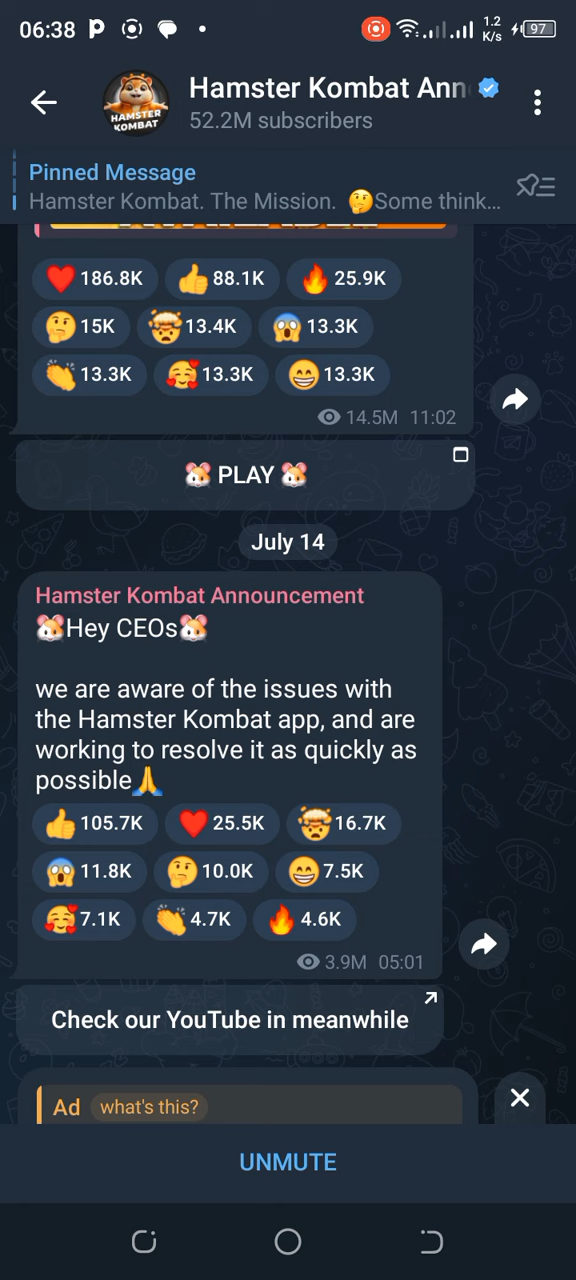 06:38
1.2
K/s
97
HAMSTER
KOMBAT
Hamster Kombat Ann
52.2M subscribers
Pinned Message
Hamster Kombat. The Mission. 🤔Some think...
❤️ 186.8K 👍 88.1K 🔥 25.9K
🤔 15K 🤯 13.4K 😱 13.3K
👏 13.3K 🥰 13.3K 😁 13.3K
14.5M 11:02
🐹 PLAY 🐹
July 14
Hamster Kombat Announcement
🐹Hey CEOs🐹
we are aware of the issues with
the Hamster Kombat app, and are
working to resolve it as quickly as
possible🙏
👍 105.7K ❤️ 25.5K 🤯 16.7K
😱 11.8K 🤔 10.0K 😁 7.5K
🥰 7.1K 👏 4.7K 🔥 4.6K
3.9M 05:01
Check our YouTube in meanwhile
Ad what's this?
UNMUTE